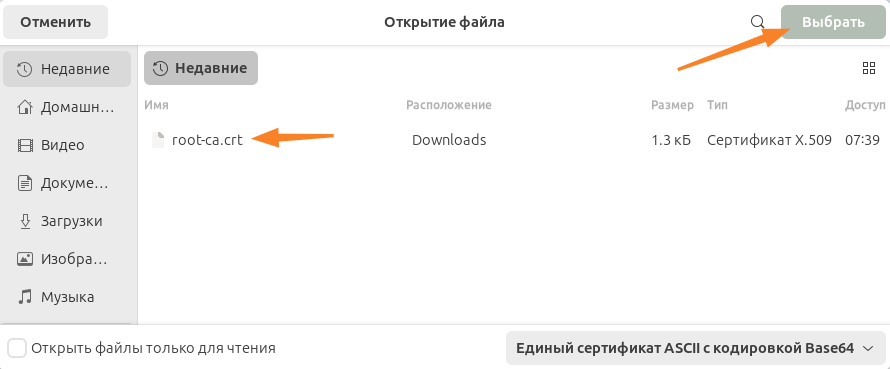 Отменить
Открытие файла
Выбрать
Недавние
Домашн…
Видео
Докуме…
Загрузки
Изобра…
Музыка
Недавние
Имя Расположение Размер Тип Доступ
root-ca.crt Downloads 1.3 кБ Сертификат X.509 07:39
Открыть файлы только для чтения
Единый сертификат ASCII с кодировкой Base64